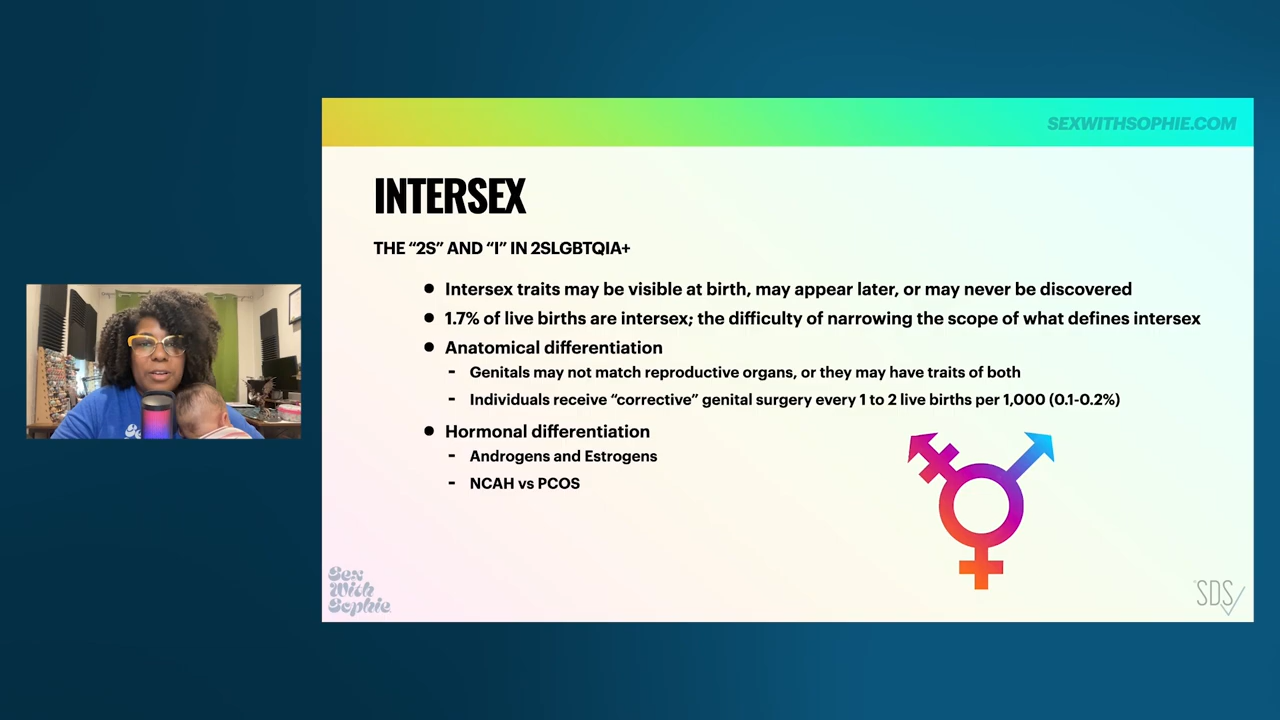 SEXWITHSOPHIE.COM
INTERSEX
THE “2S” AND “I” IN 2SLGBTQIA+
● Intersex traits may be visible at birth, may appear later, or may never be discovered
● 1.7% of live births are intersex; the difficulty of narrowing the scope of what defines intersex
● Anatomical differentiation
- Genitals may not match reproductive organs, or they may have traits of both
- Individuals receive “corrective” genital surgery every 1 to 2 live births per 1,000 (0.1-0.2%)
● Hormonal differentiation
- Androgens and Estrogens
- NCAH vs PCOS
Sex
With
Sophie
SDS